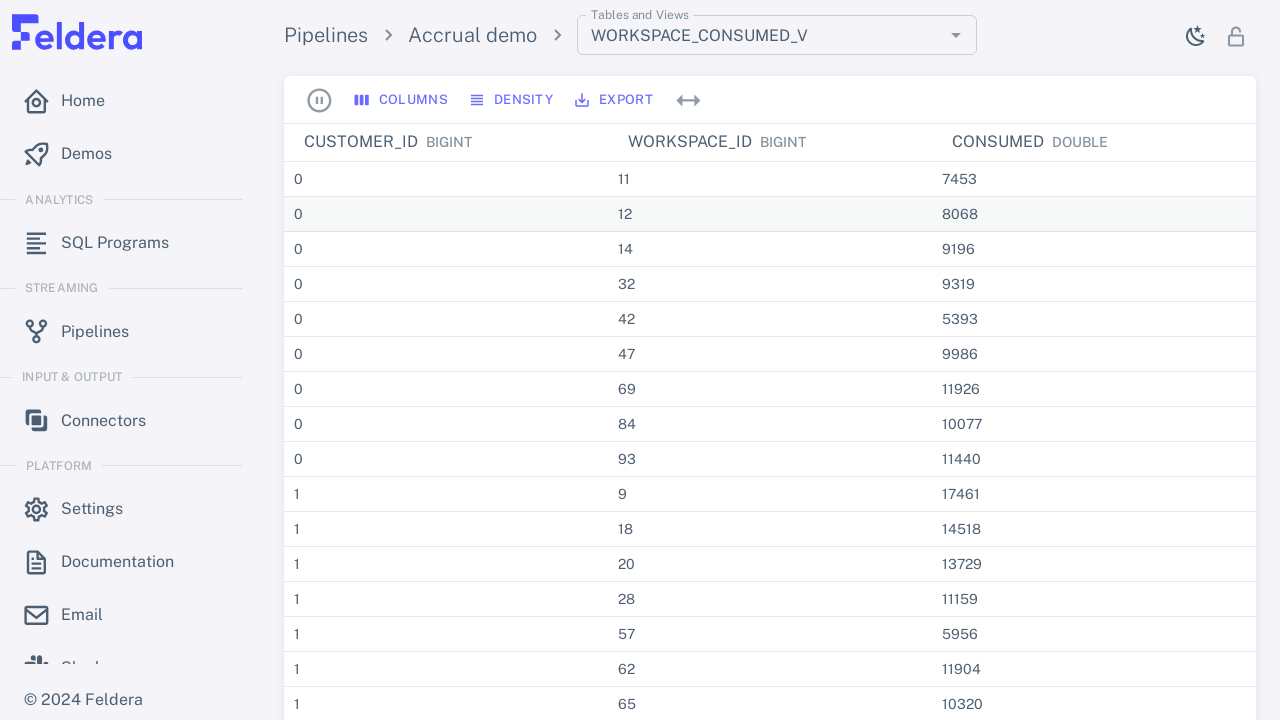 Feldera
Home
Demos
ANALYTICS
SQL Programs
STREAMING
Pipelines
INPUT & OUTPUT
Connectors
PLATFORM
Settings
Documentation
Email
© 2024 Feldera
Pipelines
Accrual demo
Tables and Views
WORKSPACE_CONSUMED_V
COLUMNS DENSITY EXPORT
CUSTOMER_ID BIGINT WORKSPACE_ID BIGINT CONSUMED DOUBLE
0 11 7453
0 12 8068
0 14 9196
0 32 9319
0 42 5393
0 47 9986
0 69 11926
0 84 10077
0 93 11440
1 9 17461
1 18 14518
1 20 13729
1 28 11159
1 57 5956
1 62 11904
1 65 10320